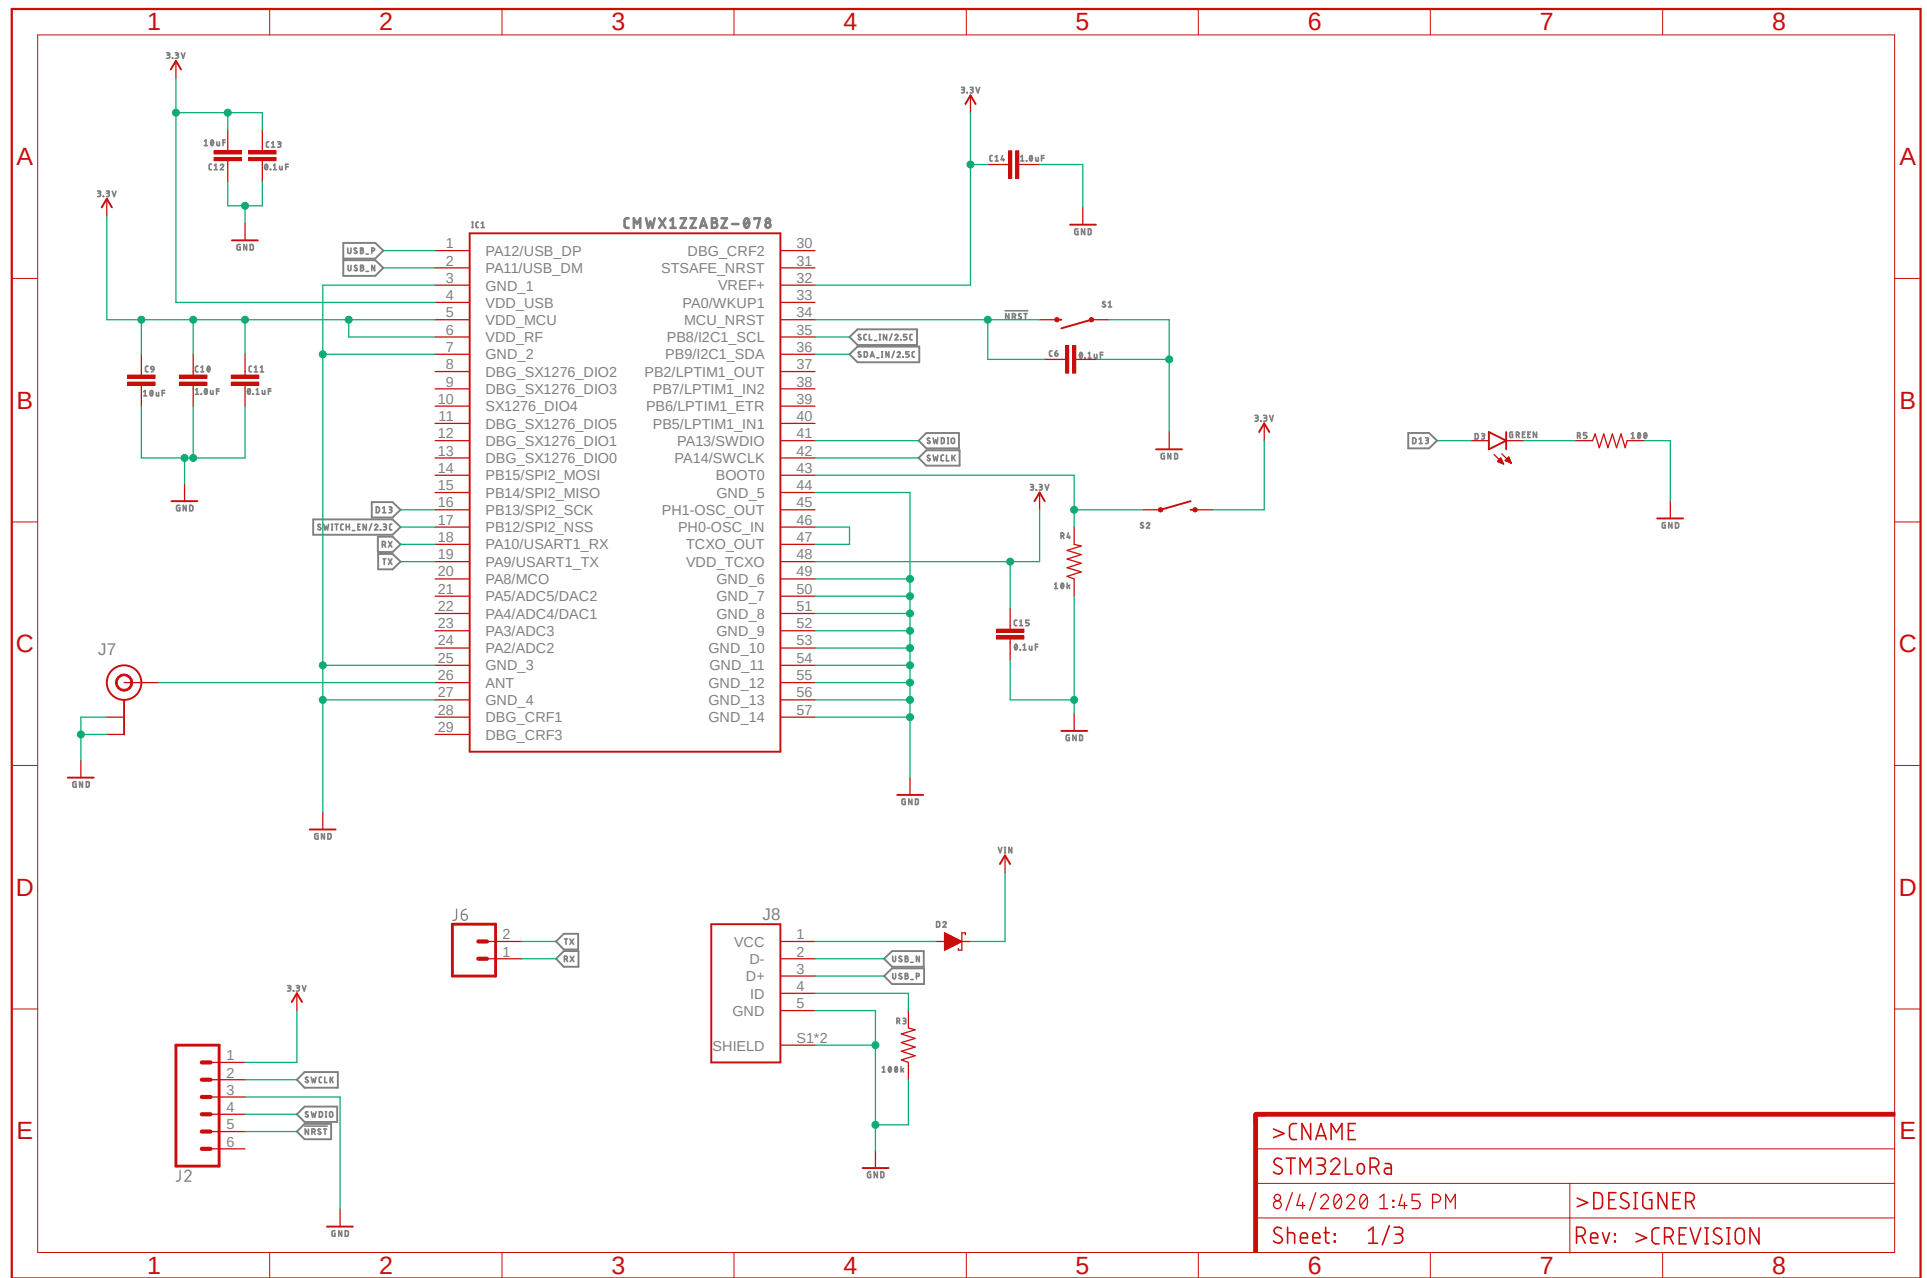 1 2 3 4 5 6 7 8
A A
B B
C C
D D
E E
3.3V
10uF
C12
C13
0.1uF
GND
3.3V
C9
10uF
C10
1.0uF
C11
0.1uF
GND
IC1
CMWX1ZZABZ-078
USB_P
USB_N
D13
SWITCH_EN/2.3C
RX
TX
1 PA12/USB_DP
2 PA11/USB_DM
3 GND_1
4 VDD_USB
5 VDD_MCU
6 VDD_RF
7 GND_2
8 DBG_SX1276_DIO2
9 DBG_SX1276_DIO3
10 SX1276_DIO4
11 DBG_SX1276_DIO5
12 DBG_SX1276_DIO1
13 DBG_SX1276_DIO0
14 PB15/SPI2_MOSI
15 PB14/SPI2_MISO
16 PB13/SPI2_SCK
17 PB12/SPI2_NSS
18 PA10/USART1_RX
19 PA9/USART1_TX
20 PA8/MCO
21 PA5/ADC5/DAC2
22 PA4/ADC4/DAC1
23 PA3/ADC3
24 PA2/ADC2
25 GND_3
26 ANT
27 GND_4
28 DBG_CRF1
29 DBG_CRF3
DBG_CRF2 30
STSAFE_NRST 31
VREF+ 32
PA0/WKUP1 33
MCU_NRST 34
PB8/I2C1_SCL 35
PB9/I2C1_SDA 36
PB2/LPTIM1_OUT 37
PB7/LPTIM1_IN2 38
PB6/LPTIM1_ETR 39
PB5/LPTIM1_IN1 40
PA13/SWDIO 41
PA14/SWCLK 42
BOOT0 43
GND_5 44
PH1-OSC_OUT 45
PH0-OSC_IN 46
TCXO_OUT 47
VDD_TCXO 48
GND_6 49
GND_7 50
GND_8 51
GND_9 52
GND_10 53
GND_11 54
GND_12 55
GND_13 56
GND_14 57
3.3V
C14
1.0uF
GND
NRST
S1
C6
0.1uF
GND
SCL_IN/2.5C
SDA_IN/2.5C
SWDIO
SWCLK
3.3V
3.3V
S2
R4
10k
C15
0.1uF
GND
GND
GND
D13
D3
GREEN
R5
100
GND
J7
GND
J6
2 TX
1 RX
J8
VCC 1
D- 2
D+ 3
ID 4
GND 5
SHIELD S1*2
D2
VIN
USB_N
USB_P
R3
100k
GND
3.3V
1
2 SWCLK
3
4 SWDIO
5 NRST
6
J2
GND
>CNAME
STM32LoRa
8/4/2020 1:45 PM
>DESIGNER
Sheet: 1/3
Rev: >CREVISION
1 2 3 4 5 6 7 8